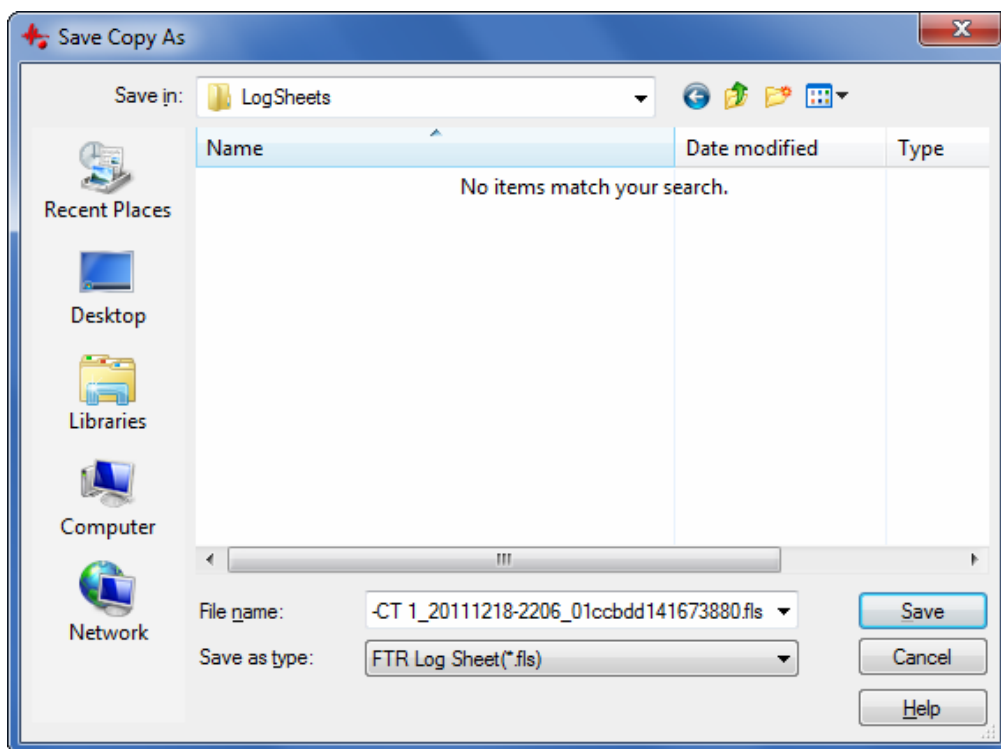 Save Copy As
Save in: LogSheets
Name Date modified Type
No items match your search.
Recent Places
Desktop
Libraries
Computer
Network
File name: -CT 1_20111218-2206_01ccbdd141673880.fls Save
Save as type: FTR Log Sheet(*.fls) Cancel
Help